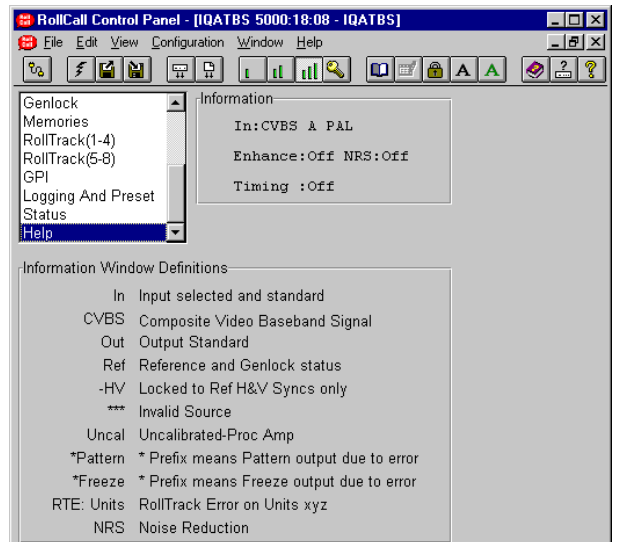 RollCall Control Panel - [IQATBS 5000:18:08 - IQATBS]
File Edit View Configuration Window Help
A A
Genlock
Memories
RollTrack(1-4)
RollTrack(5-8)
GPI
Logging And Preset
Status
Help
Information
In:CVBS A PAL
Enhance:Off NRS:Off
Timing :Off
Information Window Definitions
In Input selected and standard
CVBS Composite Video Baseband Signal
Out Output Standard
Ref Reference and Genlock status
-HV Locked to Ref H&V Syncs only
*** Invalid Source
Uncal Uncalibrated-Proc Amp
*Pattern * Prefix means Pattern output due to error
*Freeze * Prefix means Freeze output due to error
RTE: Units RollTrack Error on Units xyz
NRS Noise Reduction